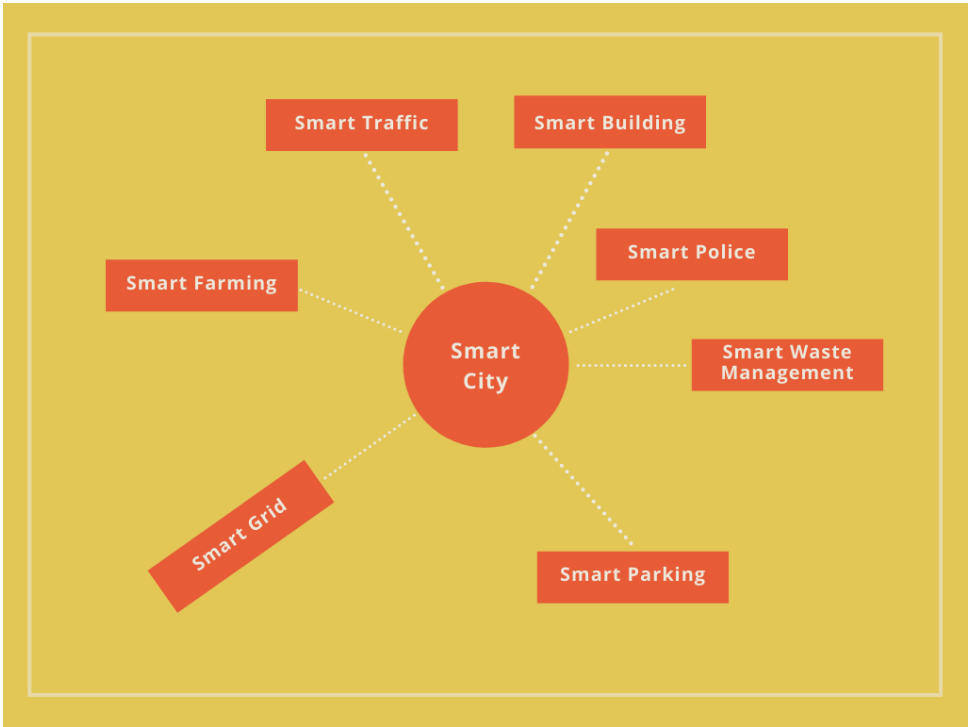 Smart Traffic
Smart Building
Smart Police
Smart Farming
Smart
City
Smart Waste
Management
Smart Grid
Smart Parking